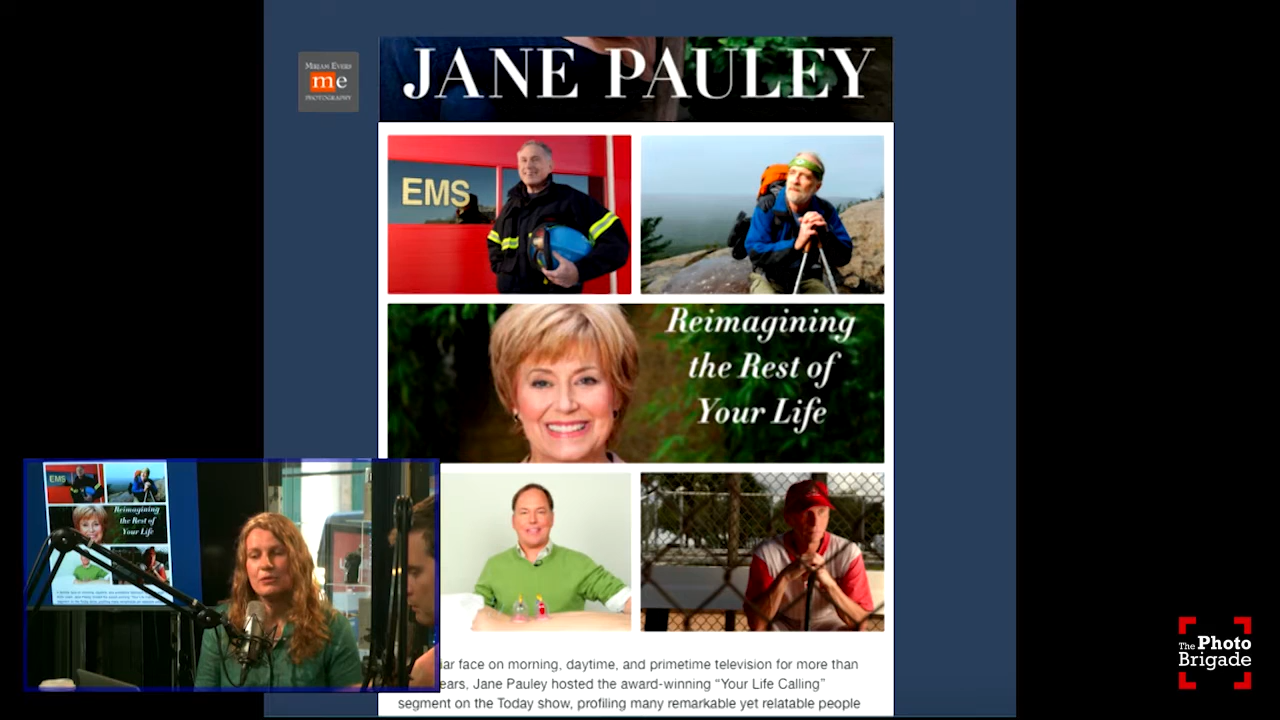 JANE PAULEY
MIRIAM EVERS
me
PHOTOGRAPHY
EMS
Reimagining
the Rest of
Your Life
EMS
Reimagining
the Rest of
Your Life
iar face on morning, daytime, and primetime television for more than
ears, Jane Pauley hosted the award-winning “Your Life Calling”
segment on the Today show, profiling many remarkable yet relatable people
The Photo
Brigade